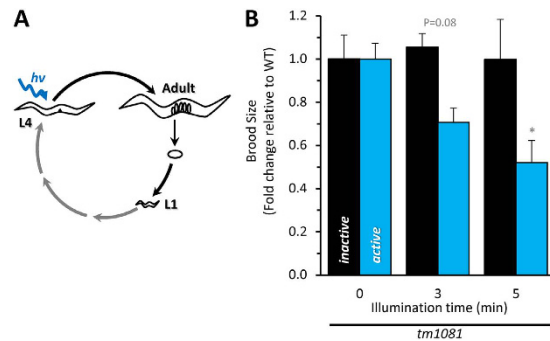 A
hv
L4
Adult
L1
B
Brood Size
(Fold change relative to WT)
1.2
1.0
0.8
0.6
0.4
0.2
0.0
P=0.08
*
inactive
active
0
3
5
Illumination time (min)
tm1081